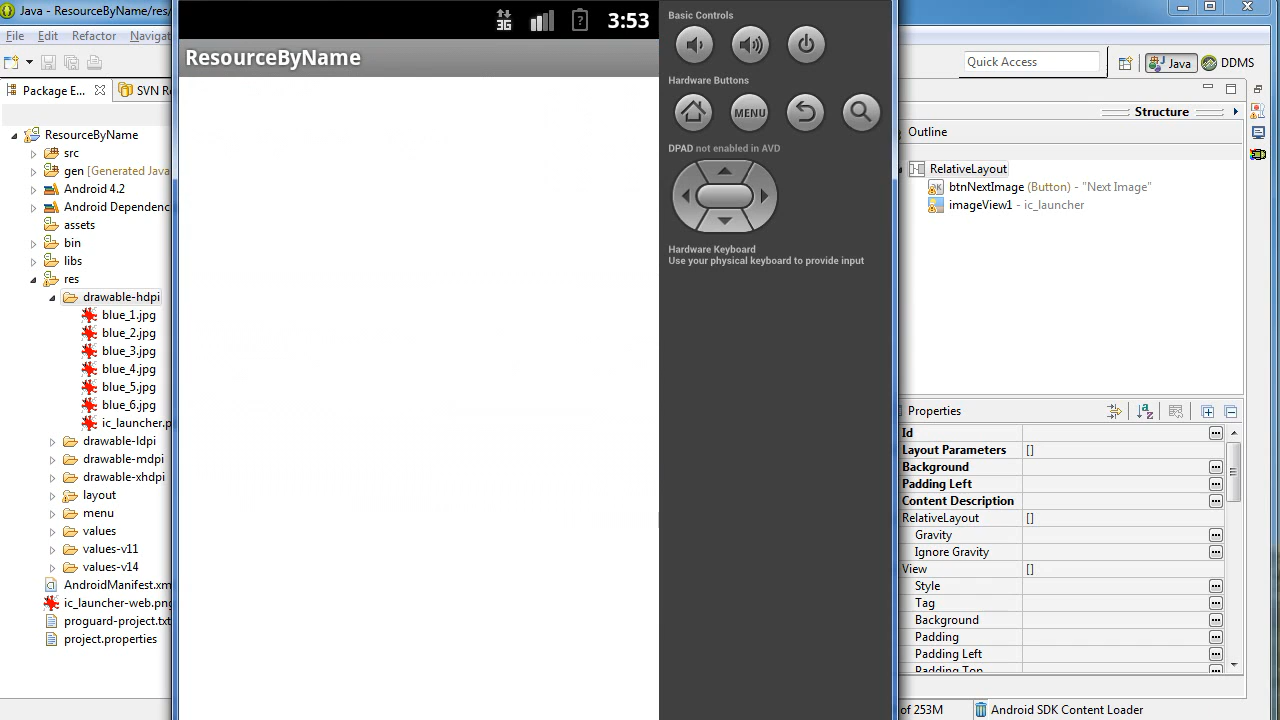 Java - ResourceByName/res/
File Edit Refactor Navigat
Package E...
SVN Re
ResourceByName
src
gen [Generated Java
Android 4.2
Android Dependenc
assets
bin
libs
res
drawable-hdpi
blue_1.jpg
blue_2.jpg
blue_3.jpg
blue_4.jpg
blue_5.jpg
blue_6.jpg
ic_launcher.p
drawable-ldpi
drawable-mdpi
drawable-xhdpi
layout
menu
values
values-v11
values-v14
AndroidManifest.xm
ic_launcher-web.png
proguard-project.txt
project.properties
3G 3:53
ResourceByName
Basic Controls
Hardware Buttons
MENU
DPAD not enabled in AVD
Hardware Keyboard
Use your physical keyboard to provide input
Quick Access
Java
DDMS
Structure
Outline
RelativeLayout
btnNextImage (Button) - "Next Image"
imageView1 - ic_launcher
Properties
Id
Layout Parameters []
Background
Padding Left
Content Description
RelativeLayout []
Gravity
Ignore Gravity
View []
Style
Tag
Background
Padding
Padding Left
Padding Top
of 253M
Android SDK Content Loader